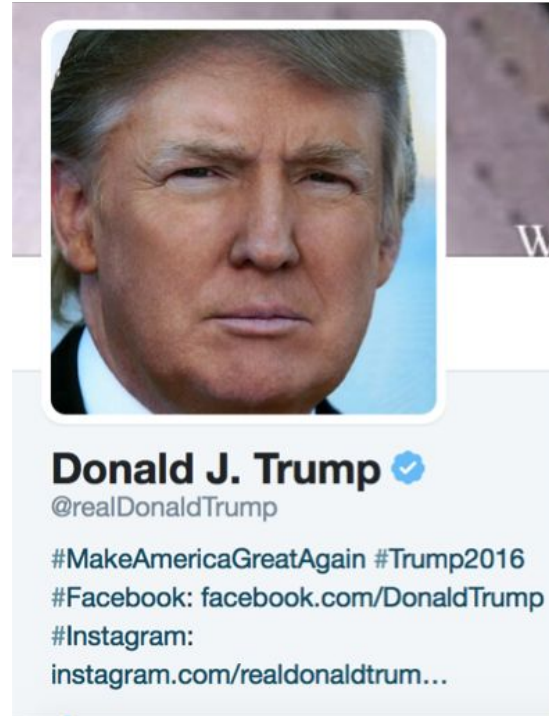 W
Donald J. Trump
@realDonaldTrump
#MakeAmericaGreatAgain #Trump2016
#Facebook: facebook.com/DonaldTrump
#Instagram:
instagram.com/realdonaldtrum...